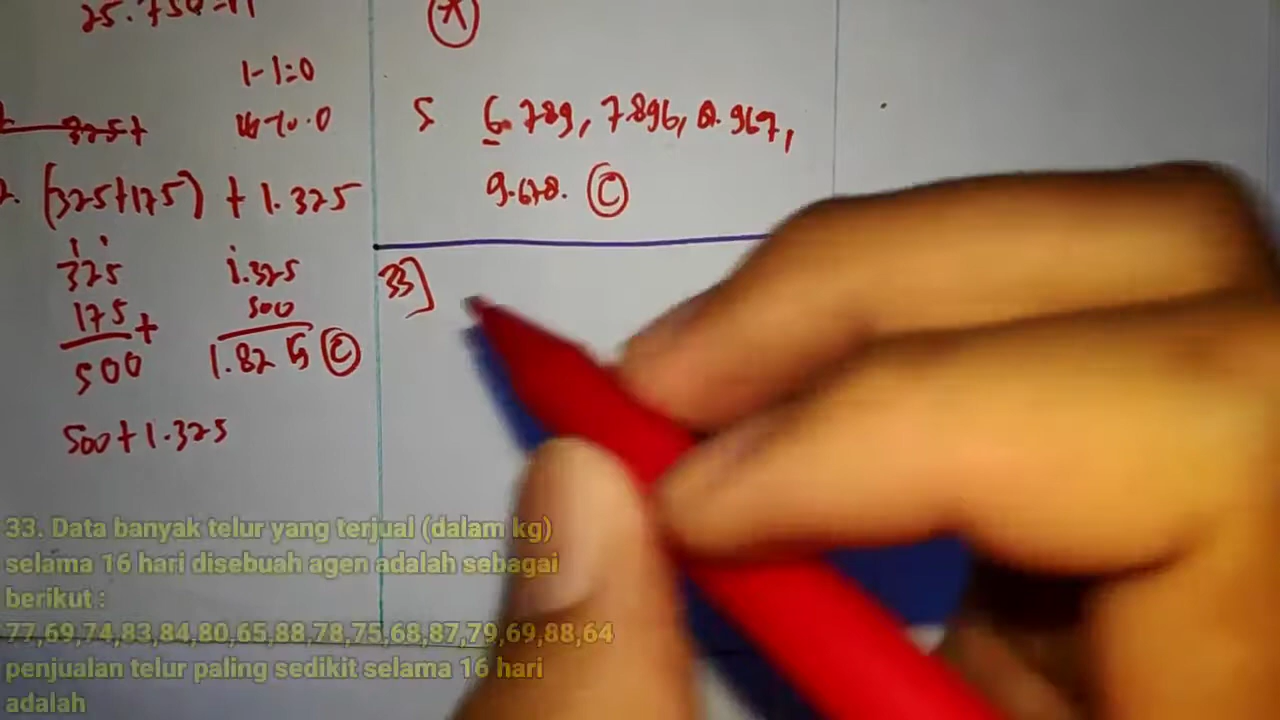 1-1=0
(325+175) + 1.325
325
175 +
500
1.325
500
1.825 C
500+1.325
5 6.789, 7.896, 8.967,
9.678. C
33]
33. Data banyak telur yang terjual (dalam kg)
selama 16 hari disebuah agen adalah sebagai
berikut :
77,69,74,83,84,80,65,88,78,75,68,87,79,69,88,64
penjualan telur paling sedikit selama 16 hari
adalah